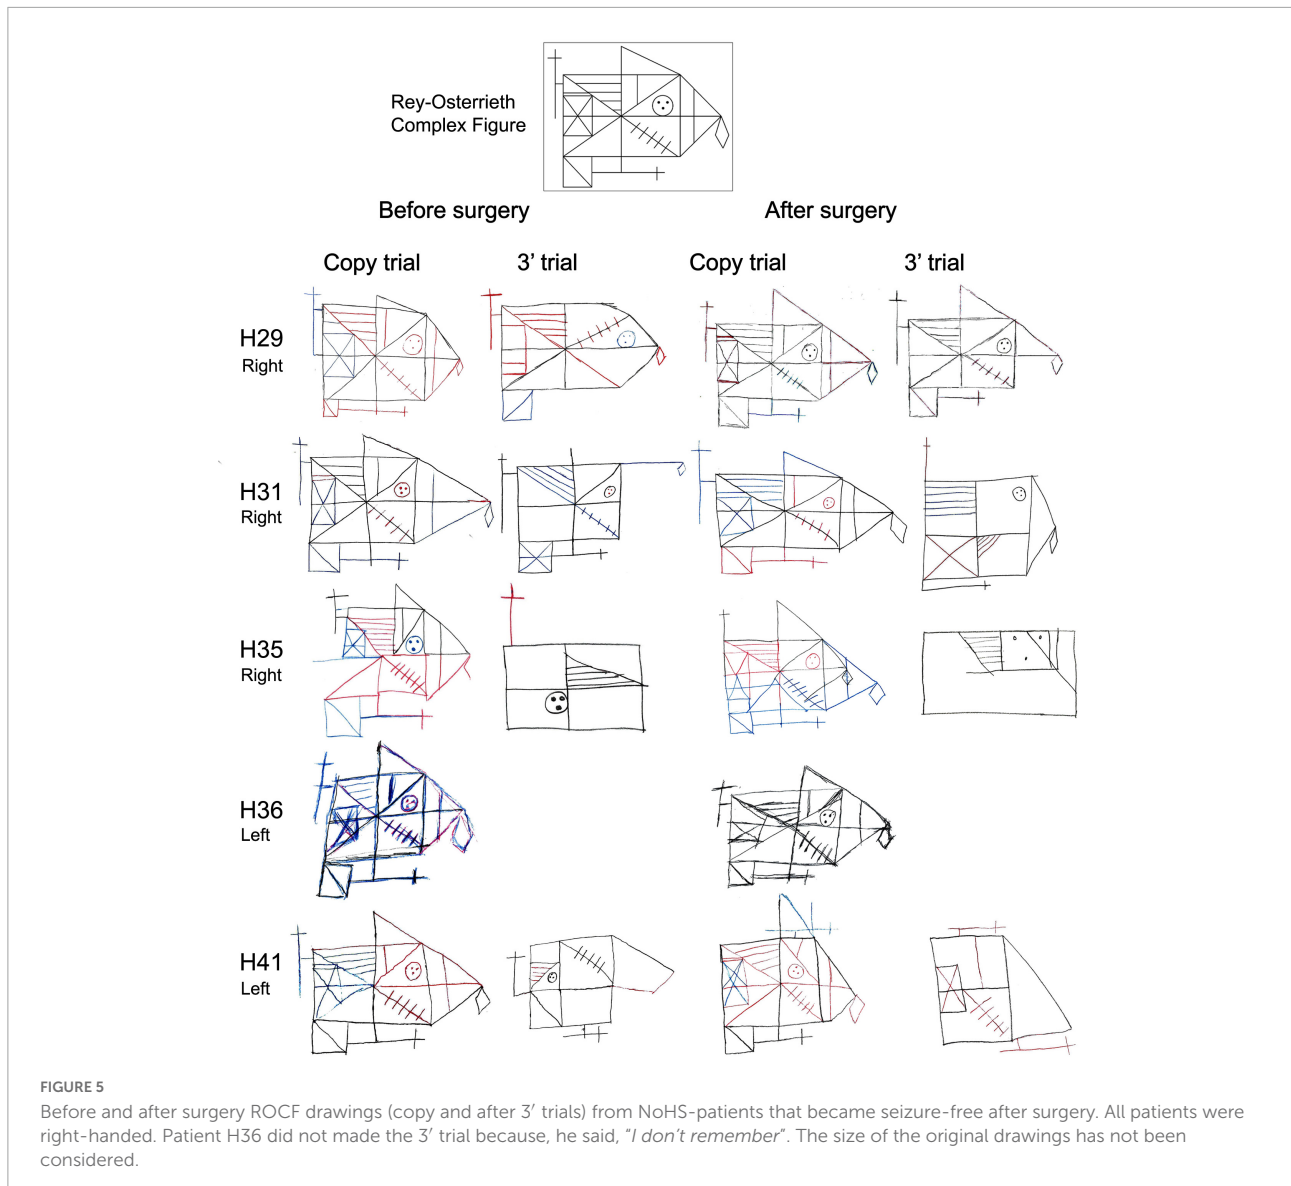 Rey-Osterrieth
Complex Figure
Before surgery
After surgery
Copy trial
3’ trial
Copy trial
3’ trial
H29
Right
H31
Right
H35
Right
H36
Left
H41
Left
FIGURE 5
Before and after surgery ROCF drawings (copy and after 3′ trials) from NoHS-patients that became seizure-free after surgery. All patients were
right-handed. Patient H36 did not made the 3′ trial because, he said, “I don’t remember”. The size of the original drawings has not been
considered.